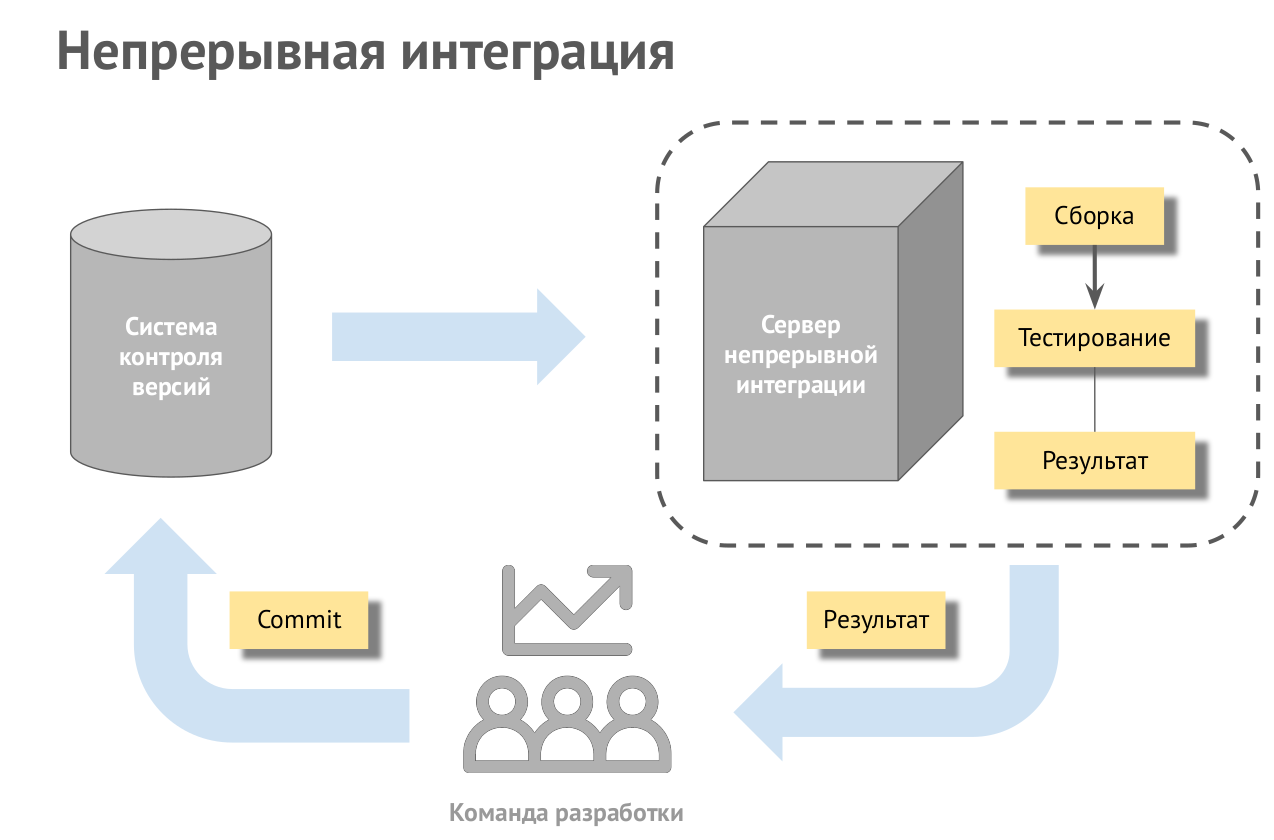 Непрерывная интеграция
Система
контроля
версий
Сервер
непрерывной
интеграции
Сборка
Тестирование
Результат
Commit
Результат
Команда разработки